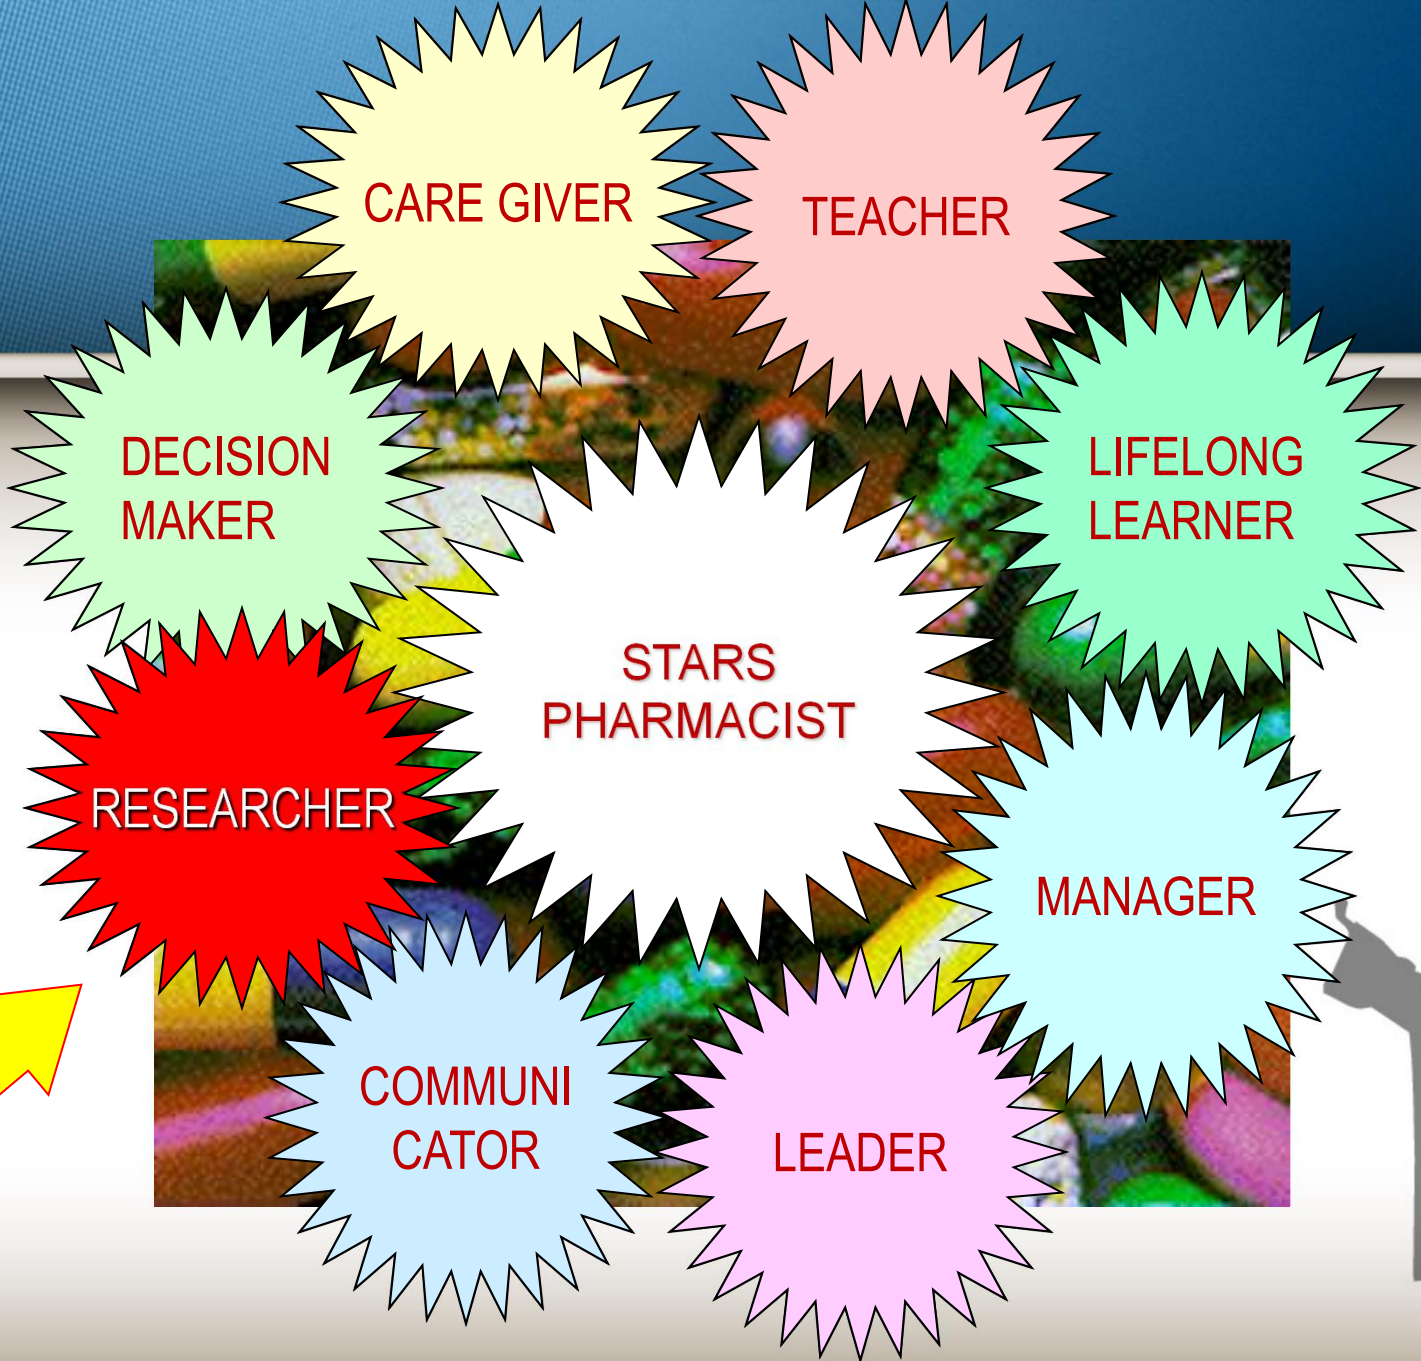 CARE GIVER
TEACHER
DECISION
MAKER
LIFELONG
LEARNER
STARS
PHARMACIST
RESEARCHER
MANAGER
COMMUNI
CATOR
LEADER